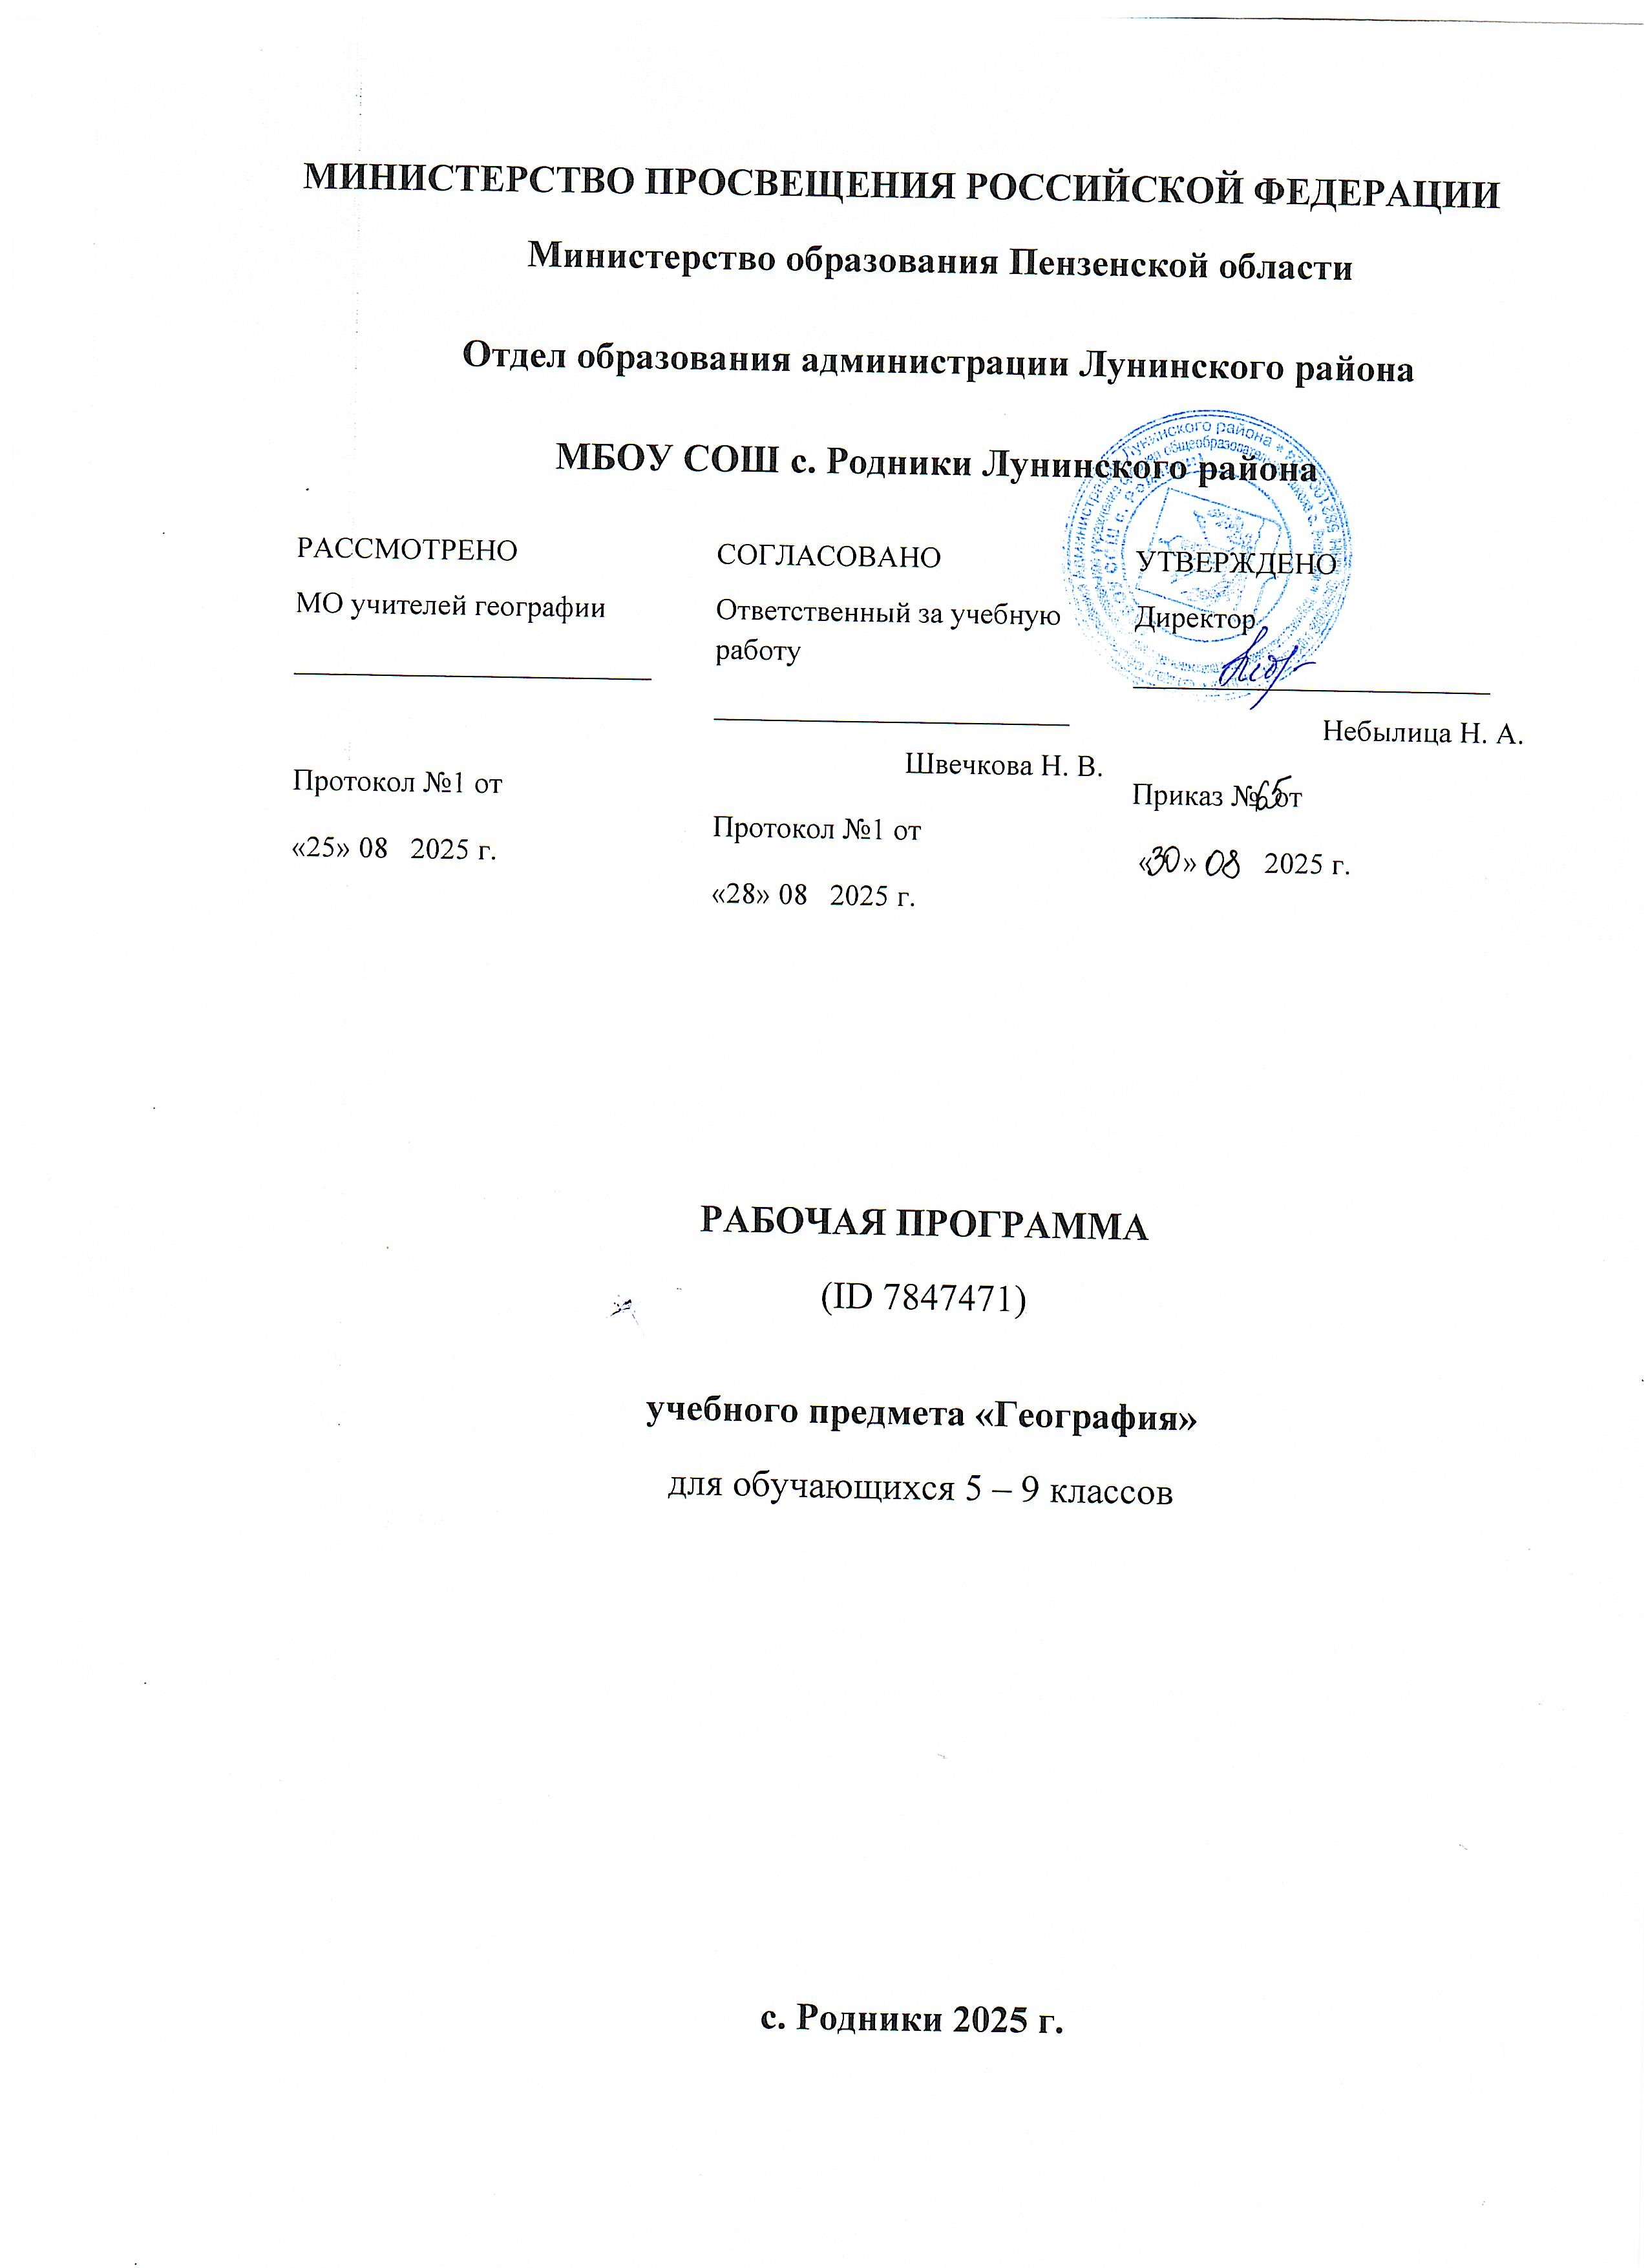 МИНИСТЕРСТВО ПРОСВЕЩЕНИЯ РОССИЙСКОЙ ФЕДЕРАЦИИ
Министерство образования Пензенской области
Отдел образования администрации Лунинского района
МБОУ СОШ с. Родники Лунинского района
РАССМОТРЕНО
МО учителей географии
Протокол №1 от
«25» 08 2025 г.
СОГЛАСОВАНО
Ответственный за учебную
работу
Швечкова Н. В.
Протокол №1 от
«28» 08 2025 г.
УТВЕРЖДЕНО
Директор
Небылица Н. А.
Приказ №65 от
«30» 08 2025 г.
Лунинского района
общеобразовательная
РАБОЧАЯ ПРОГРАММА
(ID 7847471)
учебного предмета «География»
для обучающихся 5 – 9 классов
с. Родники 2025 г.